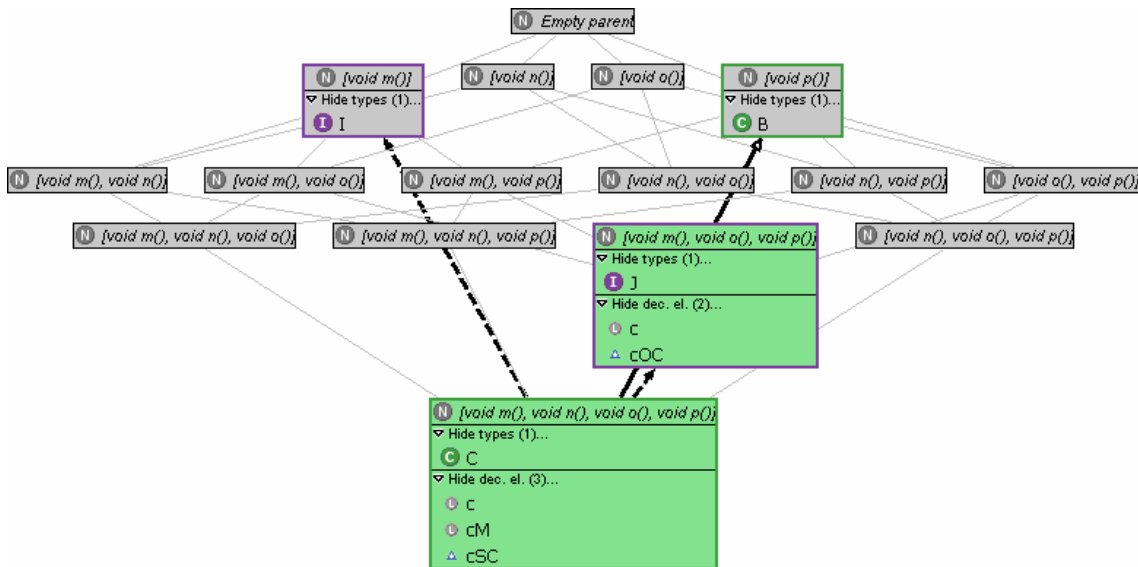 N Empty parent
N [void m()]
N [void n()]
N [void o()]
N [void p()]
Hide types (1)...
I I
Hide types (1)...
C B
N [void m(), void n()]
N [void m(), void o()]
N [void m(), void p()]
N [void n(), void o()]
N [void n(), void p()]
N [void o(), void p()]
N [void m(), void n(), void o()]
N [void m(), void n(), void p()]
N [void m(), void o(), void p()]
N [void n(), void o(), void p()]
Hide types (1)...
I J
Hide dec. el. (2)...
L c
cOC
N [void m(), void n(), void o(), void p()]
Hide types (1)...
C C
Hide dec. el. (3)...
L c
L cM
cSC